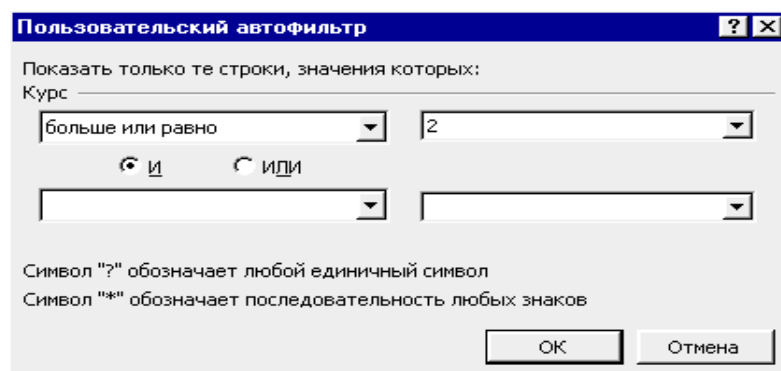 Пользовательский автофильтр
Показать только те строки, значения которых:
Курс
больше или равно 2
И ИЛИ
Символ "?" обозначает любой единичный символ
Символ "*" обозначает последовательность любых знаков
ОК Отмена